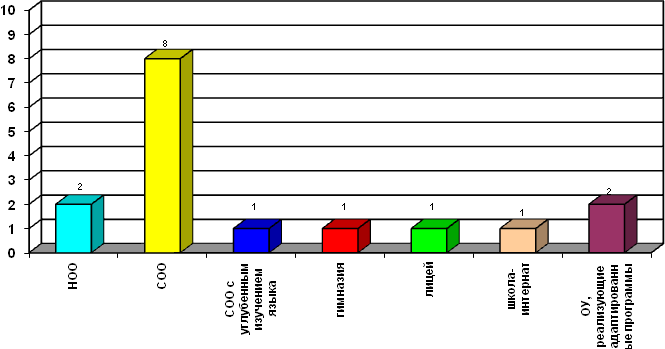 10
9
8
7
6
5
4
3
2
1
0
2
8
1
1
1
1
2
НОО
СОО
СОО с
углубенным
изучением
языка
гимназия
лицей
школа-
интернат
ОУ,
реализующие
адаптированн
ые программы